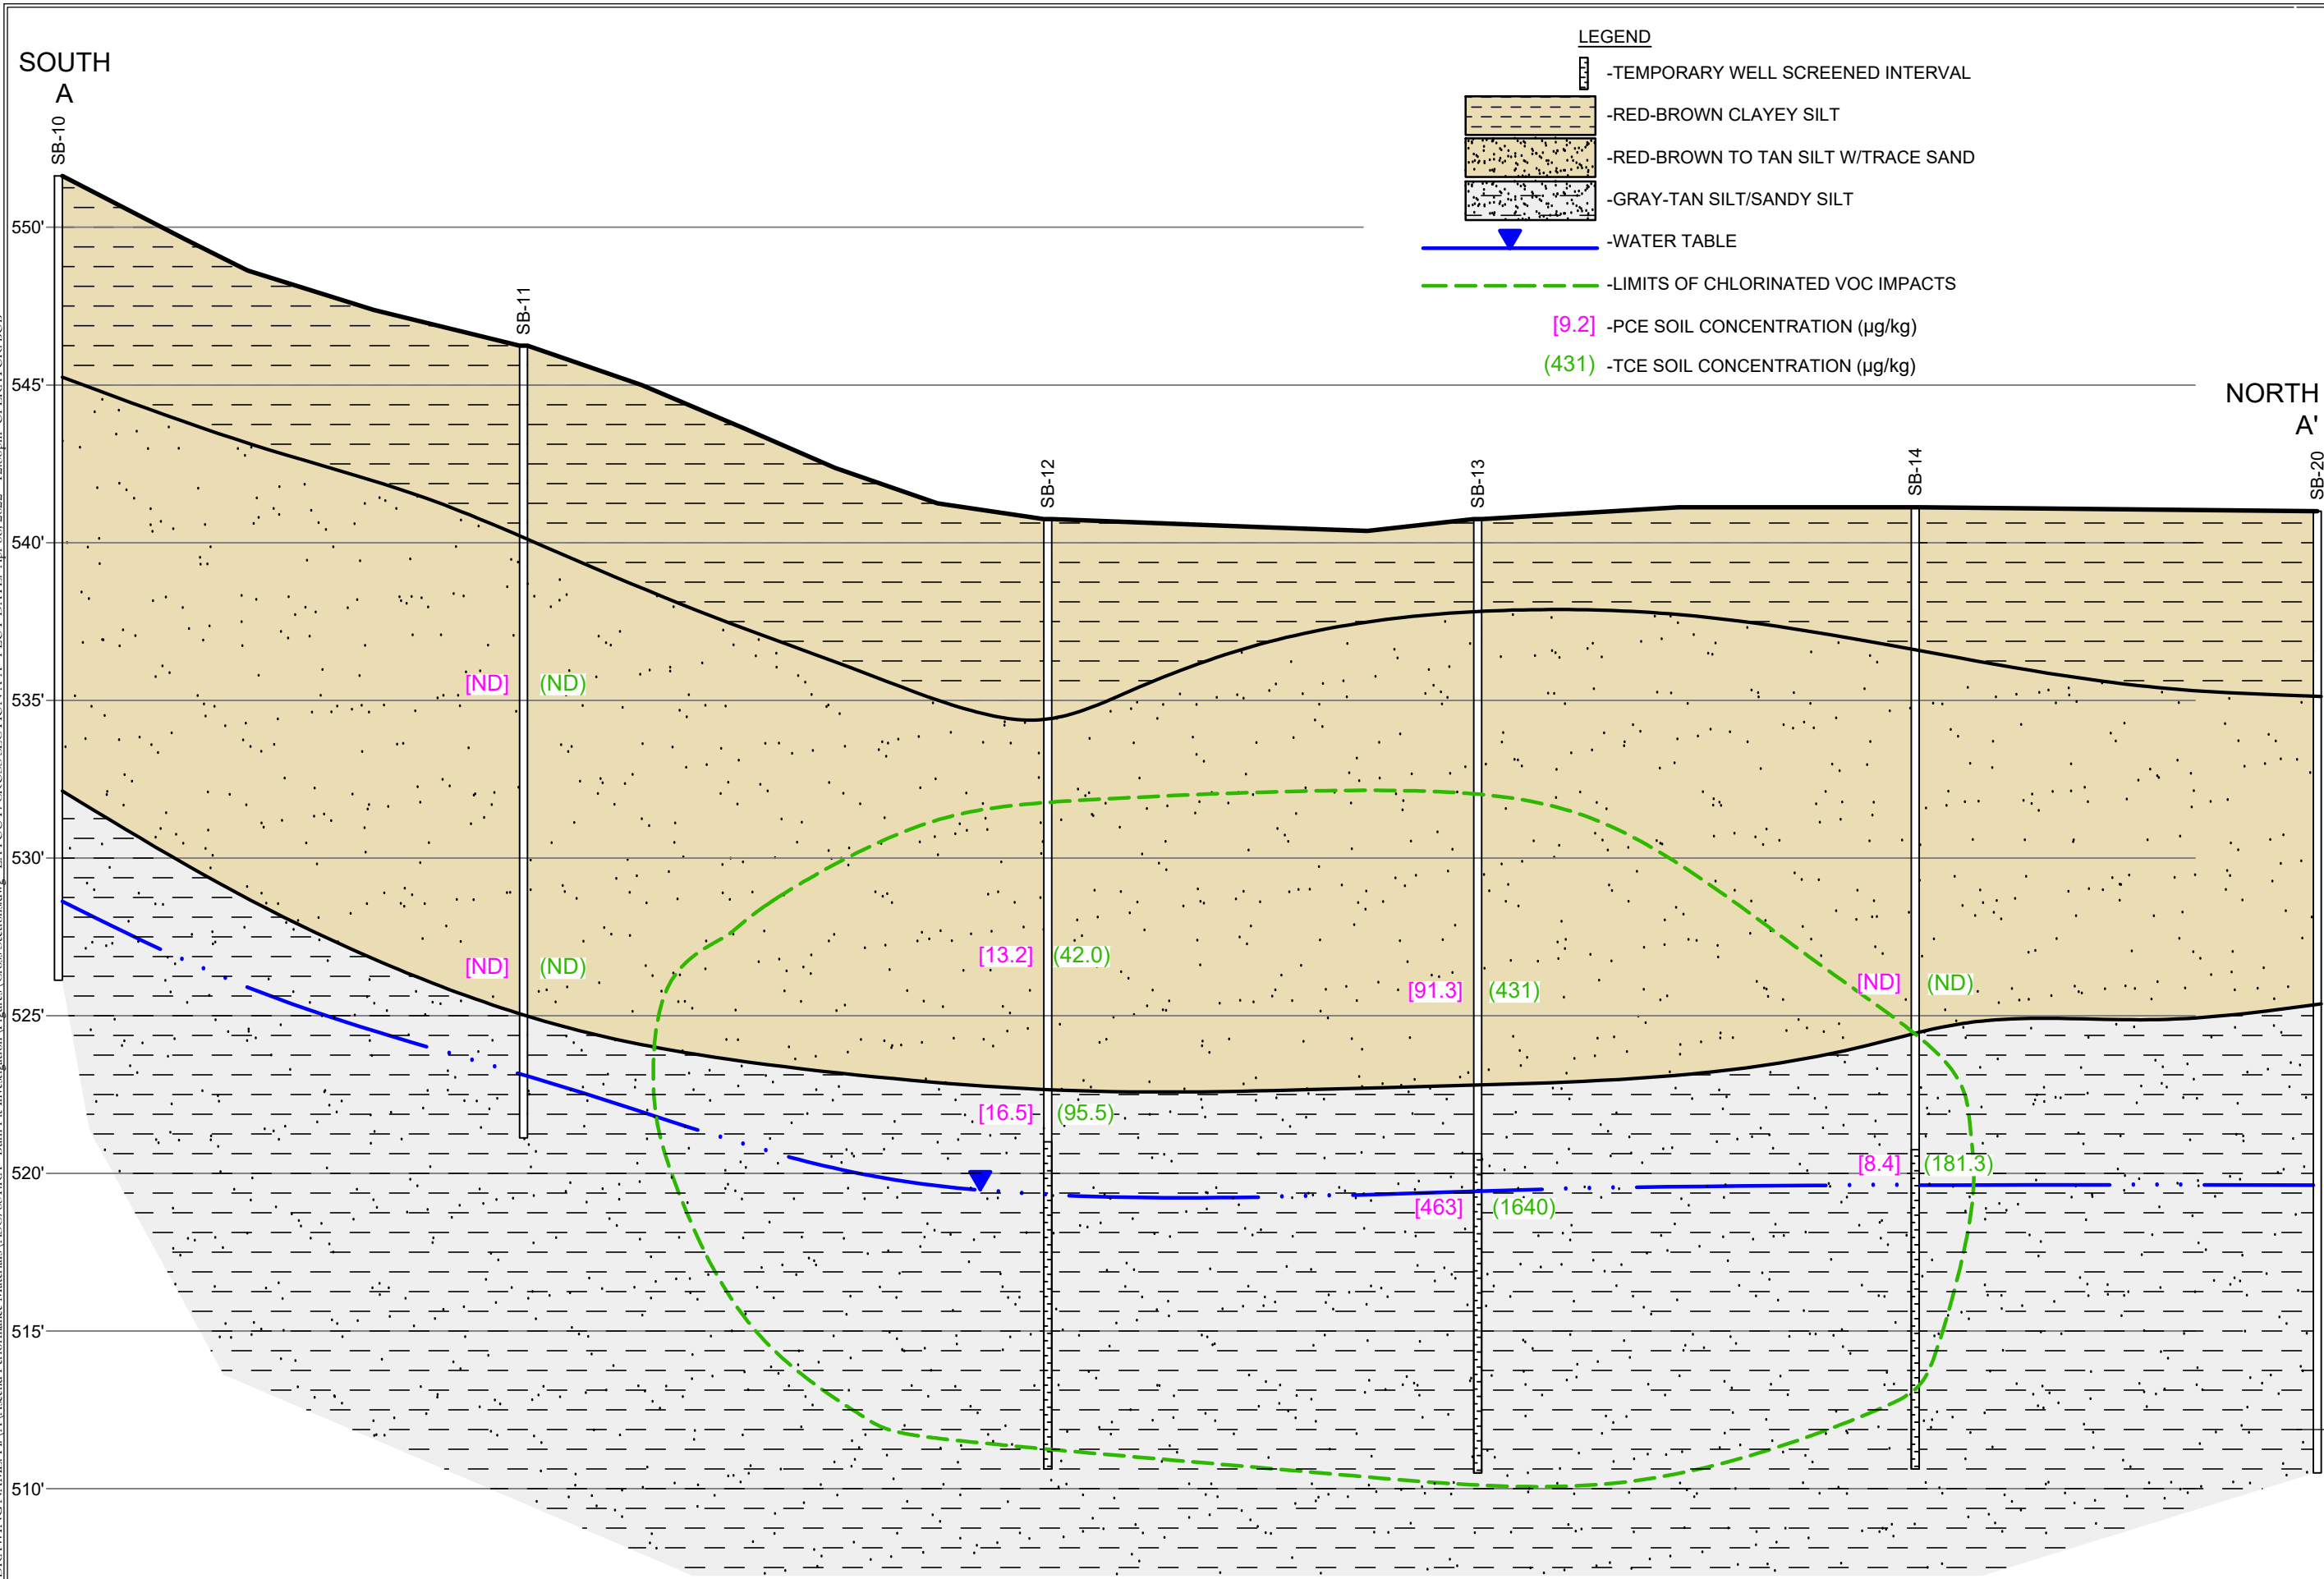 SOUTH
A
LEGEND
-TEMPORARY WELL SCREENED INTERVAL
-RED-BROWN CLAYEY SILT
-RED-BROWN TO TAN SILT W/TRACE SAND
-GRAY-TAN SILT/SANDY SILT
-WATER TABLE
-LIMITS OF CHLORINATED VOC IMPACTS
[9.2] -PCE SOIL CONCENTRATION (µg/kg)
(431) -TCE SOIL CONCENTRATION (µg/kg)
NORTH
A'
SB-10
SB-11
SB-12
SB-13
SB-14
SB-20
550'
545'
540'
535'
[ND] (ND)
530'
[ND] (ND)
[13.2] (42.0)
[91.3] (431)
[ND] (ND)
525'
[16.5] (95.5)
520'
[8.4] (181.3)
[463] (1640)
515'
510'